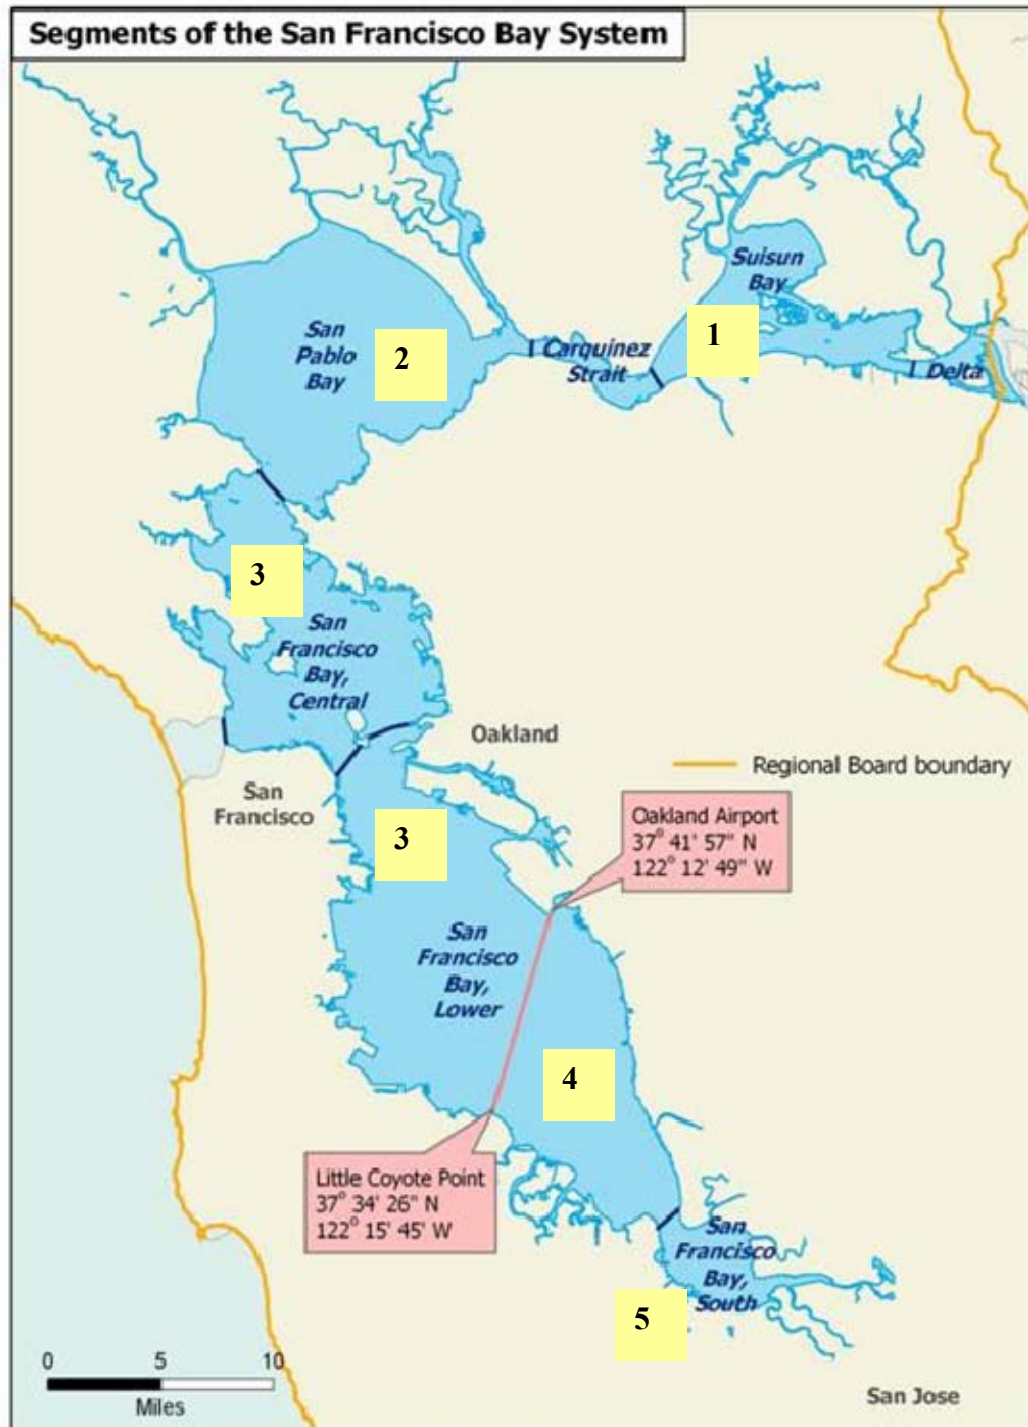 Segments of the San Francisco Bay System
Suisun
Bay
1
San
Pablo
Bay
2
Carquinez
Strait
Delta
3
San
Francisco
Bay,
Central
Oakland
San
Francisco
Regional Board boundary
3
Oakland Airport
37° 41' 57" N
122° 12' 49" W
San
Francisco
Bay,
Lower
4
Little Coyote Point
37° 34' 26" N
122° 15' 45' W
San
Francisco
Bay,
South
5
0 5 10
Miles
San Jose